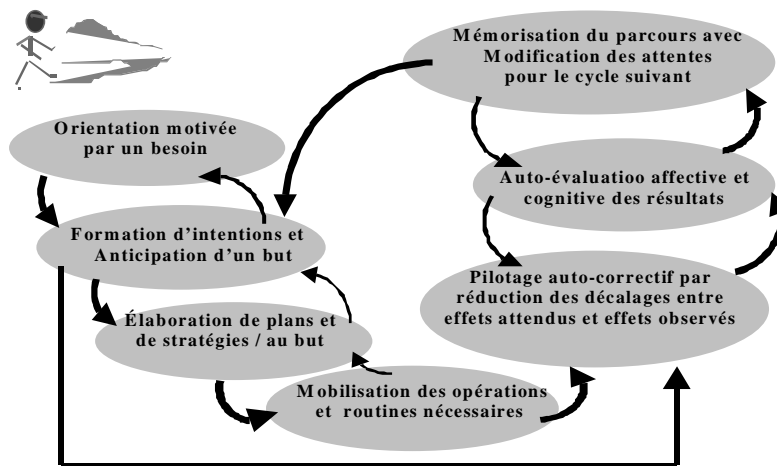 Orientation motivée
par un besoin
Formation d'intentions et
Anticipation d'un but
Élaboration de plans et
de stratégies / au but
Mobilisation des opérations
et routines nécessaires
Pilotage auto-correctif par
réduction des décalages entre
effets attendus et effets observés
Auto-évaluatioo affective et
cognitive des résultats
Mémorisation du parcours avec
Modification des attentes
pour le cycle suivant